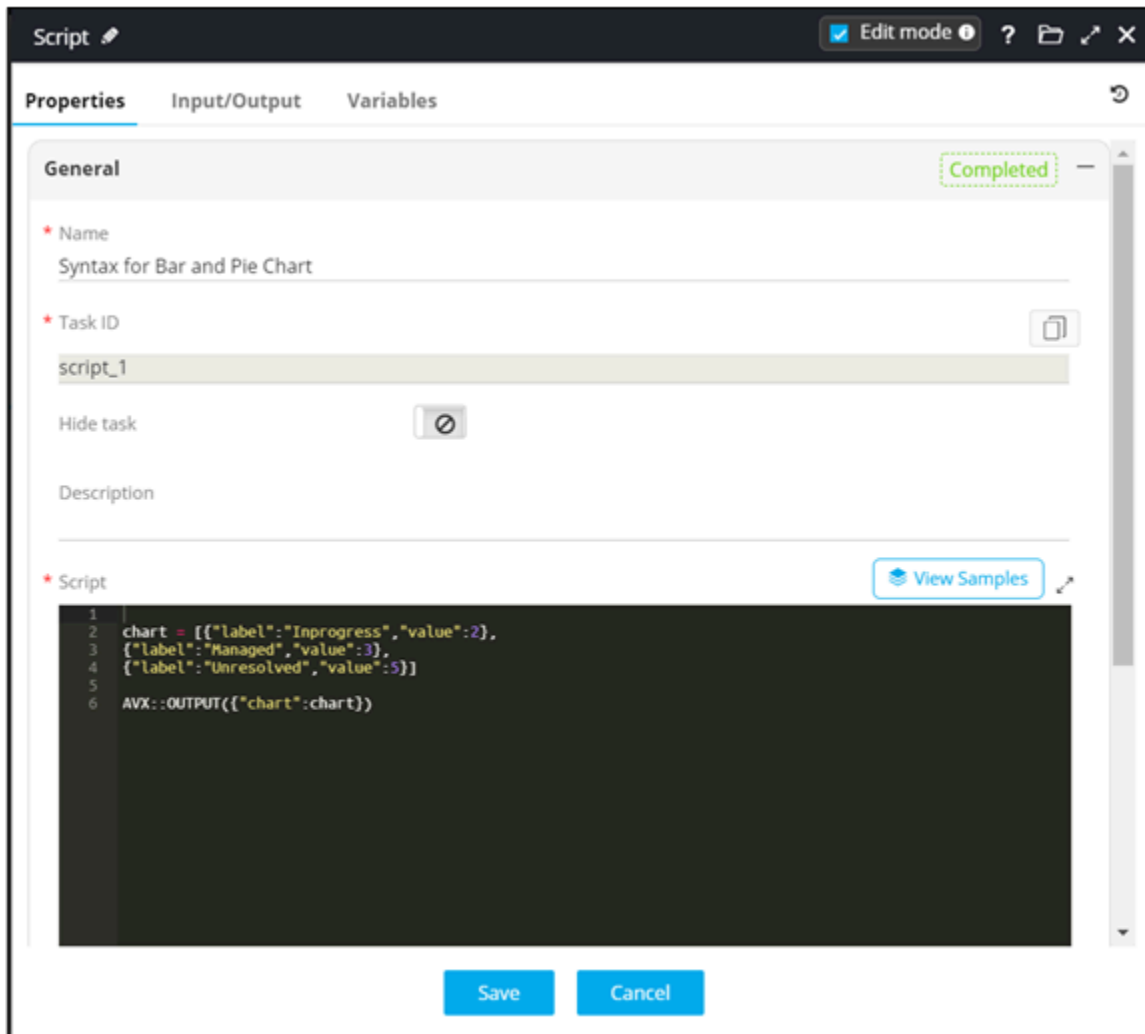 Script
Edit mode
?
Properties Input/Output Variables
General Completed
* Name
Syntax for Bar and Pie Chart
* Task ID
script_1
Hide task
Description
* Script View Samples
1
2 chart = [{"label":"Inprogress","value":2},
3 {"label":"Managed","value":3},
4 {"label":"Unresolved","value":5}]
5
6 AVX::OUTPUT({"chart":chart})
Save Cancel